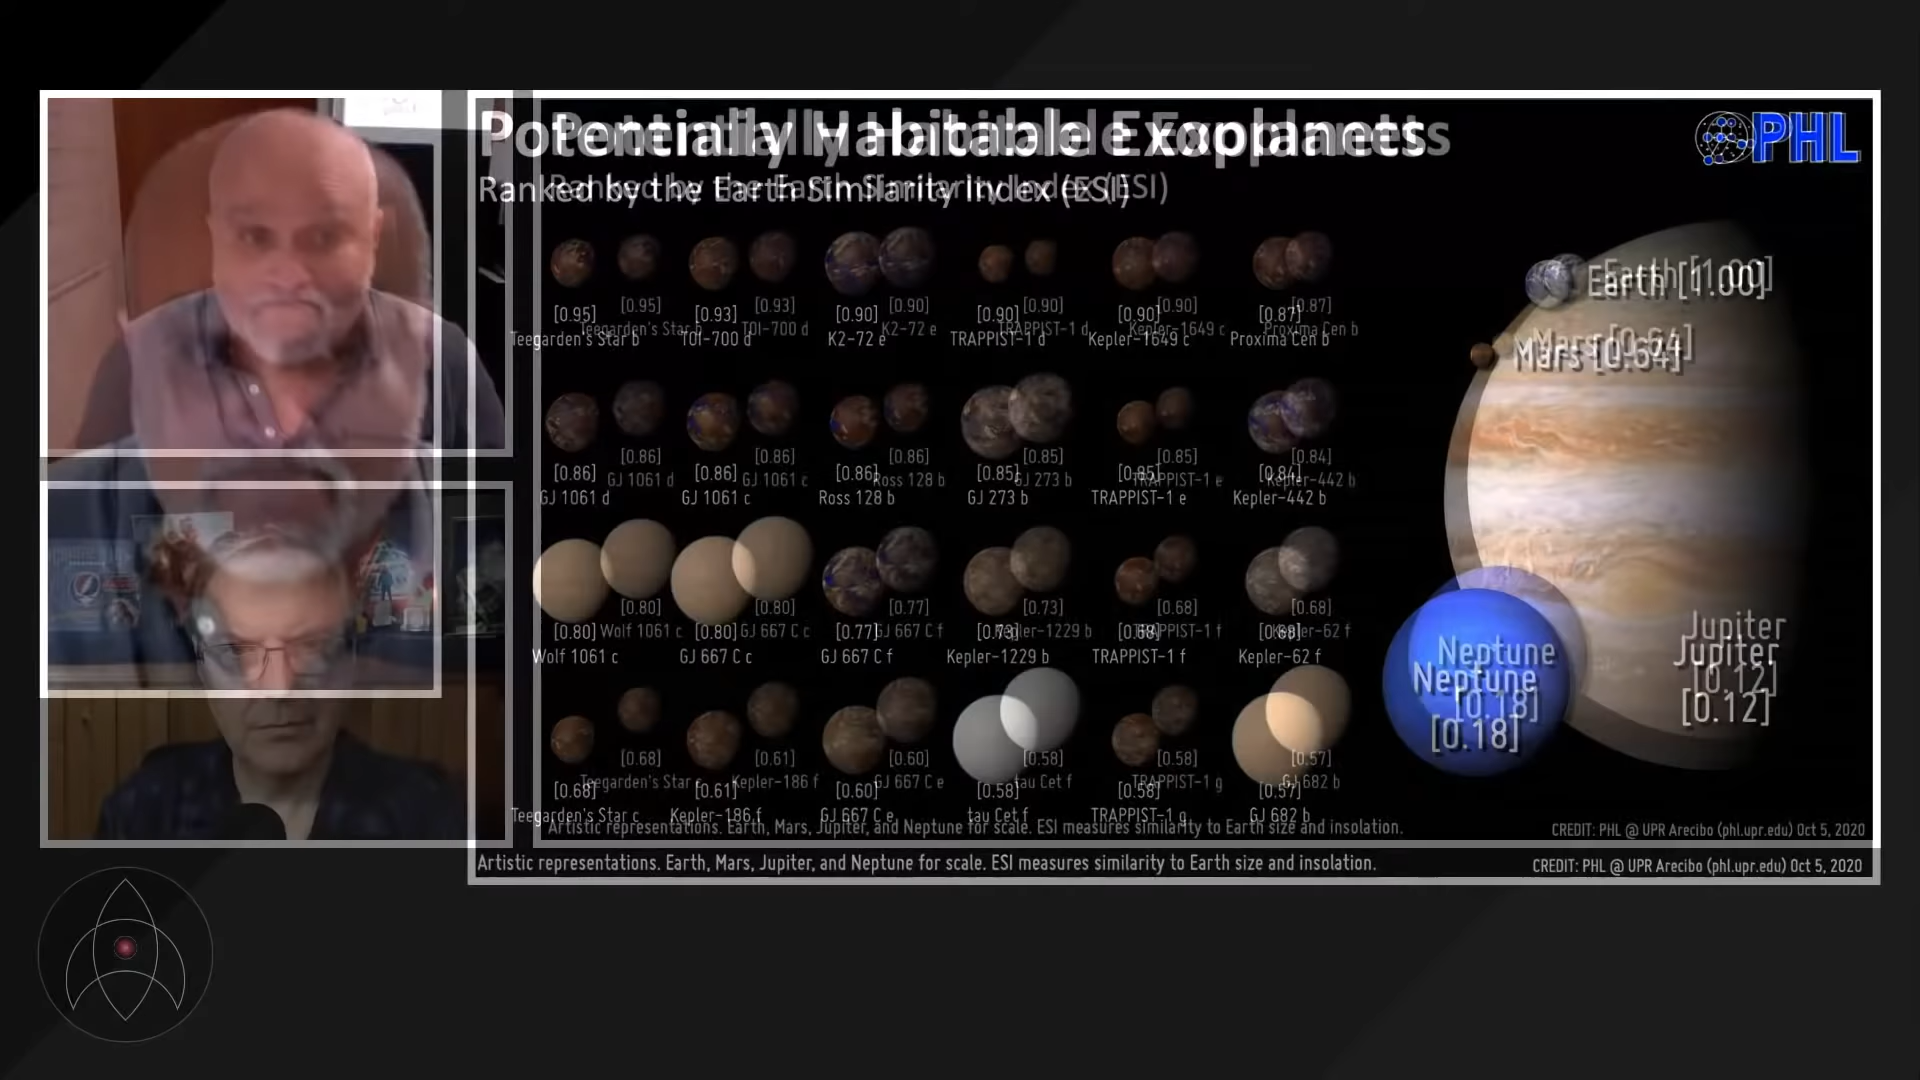 Potentially Habitable Exoplanets
PHL
Ranked by the Earth Similarity Index (ESI)
Earth [1.00]
Mars [0.64]
[0.95] [0.93] [0.90] [0.90] [0.90] [0.87]
Teegarden's Star b TOI-700 d K2-72 e TRAPPIST-1 d Kepler-1649 c Proxima Cen b
[0.86] [0.86] [0.86] [0.85] [0.85] [0.84]
GJ 1061 d GJ 1061 c Ross 128 b GJ 273 b TRAPPIST-1 e Kepler-442 b
[0.80] [0.80] [0.77] [0.73] [0.68] [0.68]
Wolf 1061 c GJ 667 C c GJ 667 C f Kepler-1229 b TRAPPIST-1 f Kepler-62 f
[0.68] [0.61] [0.60] [0.58] [0.58] [0.57]
Teegarden's Star c Kepler-186 f GJ 667 C e tau Cet f TRAPPIST-1 g GJ 682 b
Neptune
[0.18]
Jupiter
[0.12]
Artistic representations. Earth, Mars, Jupiter, and Neptune for scale. ESI measures similarity to Earth size and insolation.
CREDIT: PHL @ UPR Arecibo (phl.upr.edu) Oct 5, 2020